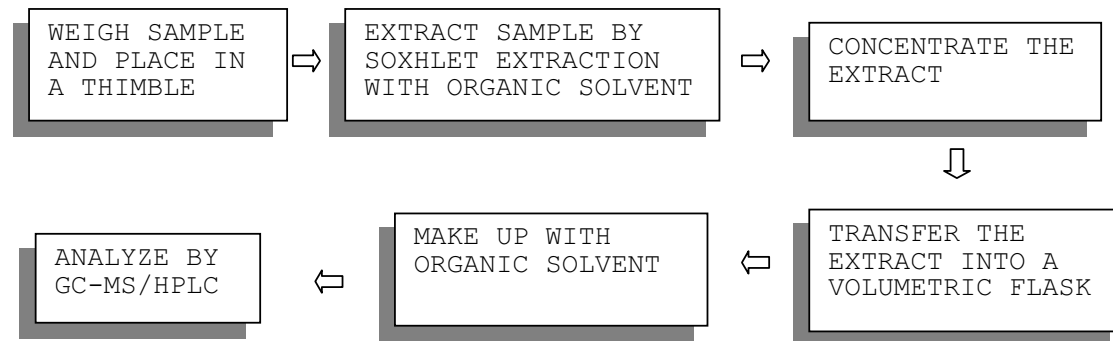 WEIGH SAMPLE
AND PLACE IN
A THIMBLE
EXTRACT SAMPLE BY
SOXHLET EXTRACTION
WITH ORGANIC SOLVENT
CONCENTRATE THE
EXTRACT
TRANSFER THE
EXTRACT INTO A
VOLUMETRIC FLASK
MAKE UP WITH
ORGANIC SOLVENT
ANALYZE BY
GC-MS/HPLC